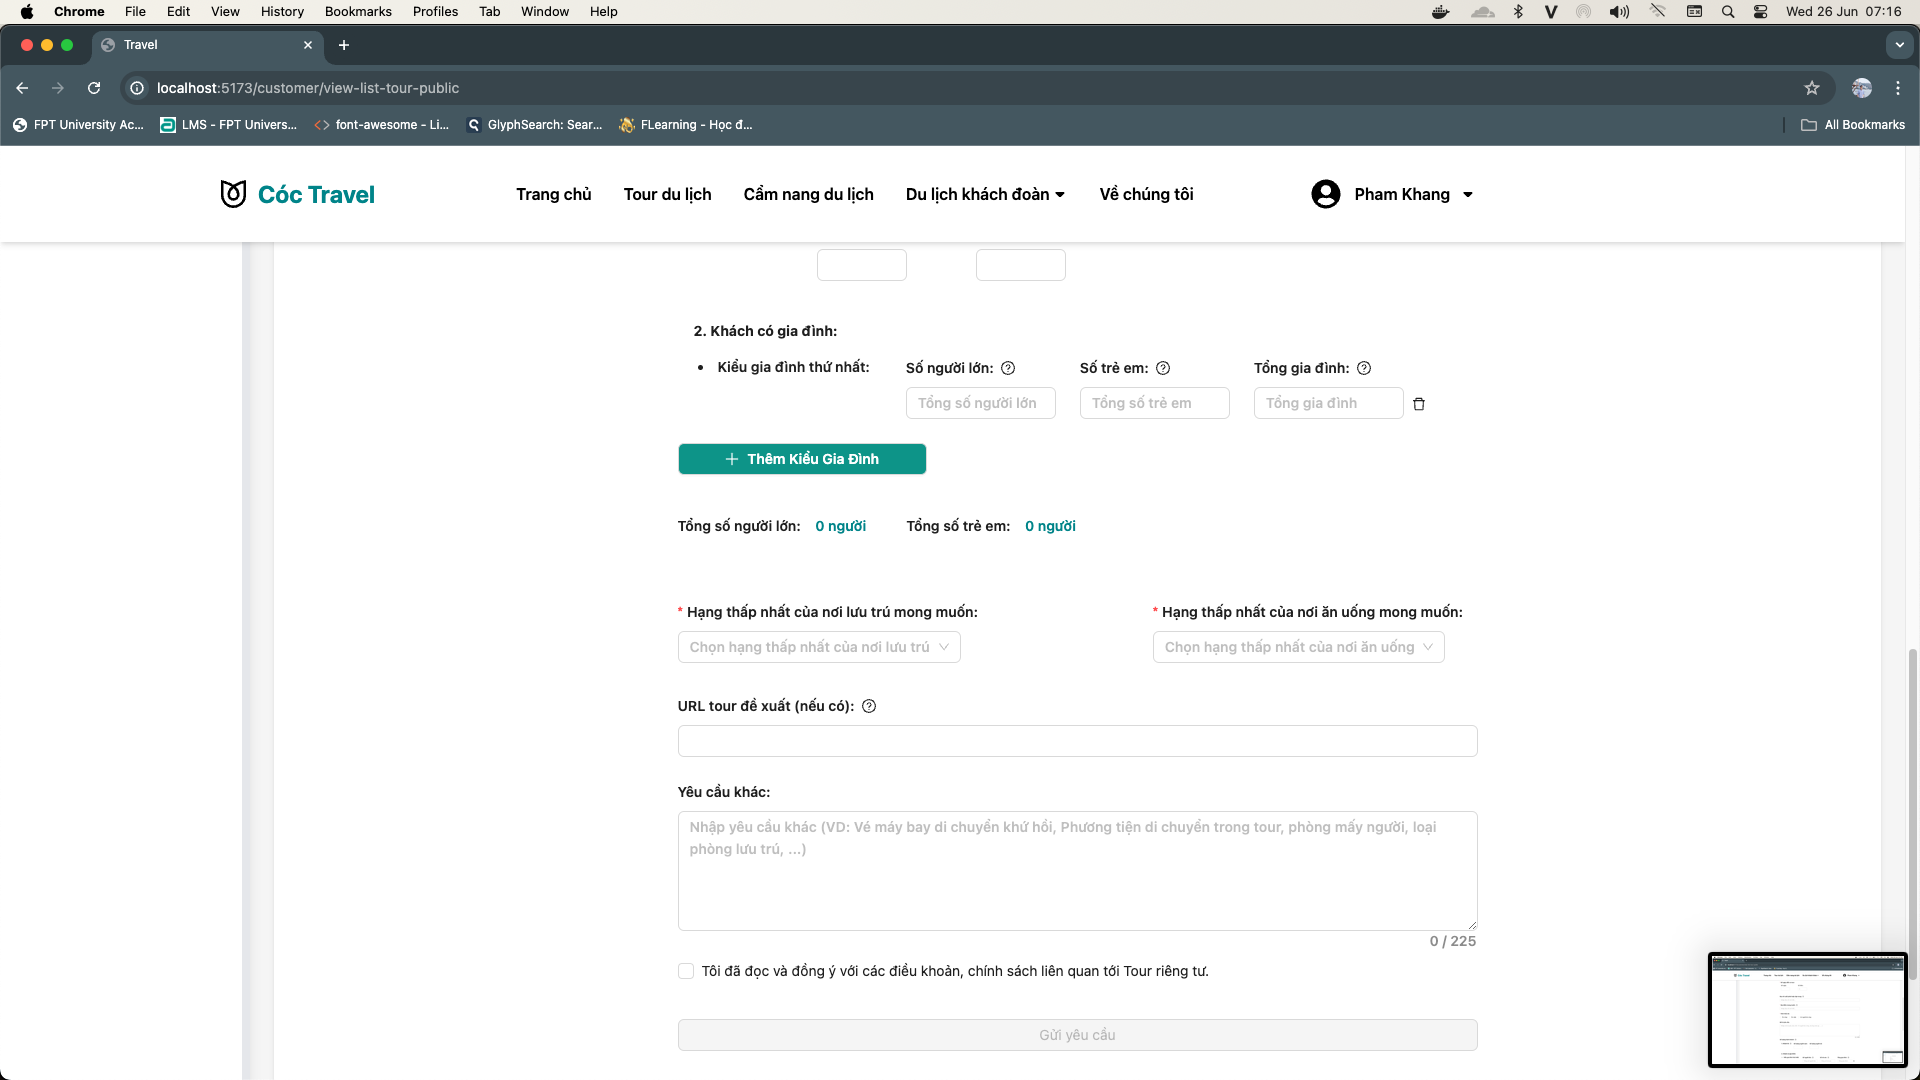 Chrome File Edit View History Bookmarks Profiles Tab Window Help Wed 26 Jun 07:16
Travel
localhost:5173/customer/view-list-tour-public
FPT University Ac... LMS - FPT Univers... font-awesome - Li... GlyphSearch: Sear... FLearning - Học đ... All Bookmarks
Cóc Travel Trang chủ Tour du lịch Cẩm nang du lịch Du lịch khách đoàn Về chúng tôi Pham Khang
2. Khách có gia đình:
• Kiểu gia đình thứ nhất: Số người lớn: Số trẻ em: Tổng gia đình:
Tổng số người lớn Tổng số trẻ em Tổng gia đình
+ Thêm Kiểu Gia Đình
Tổng số người lớn: 0 người Tổng số trẻ em: 0 người
* Hạng thấp nhất của nơi lưu trú mong muốn: * Hạng thấp nhất của nơi ăn uống mong muốn:
Chọn hạng thấp nhất của nơi lưu trú Chọn hạng thấp nhất của nơi ăn uống
URL tour đề xuất (nếu có):
Yêu cầu khác:
Nhập yêu cầu khác (VD: Vé máy bay di chuyển khứ hồi, Phương tiện di chuyển trong tour, phòng mấy người, loại
phòng lưu trú, ...)
0 / 225
Tôi đã đọc và đồng ý với các điều khoản, chính sách liên quan tới Tour riêng tư.
Gửi yêu cầu